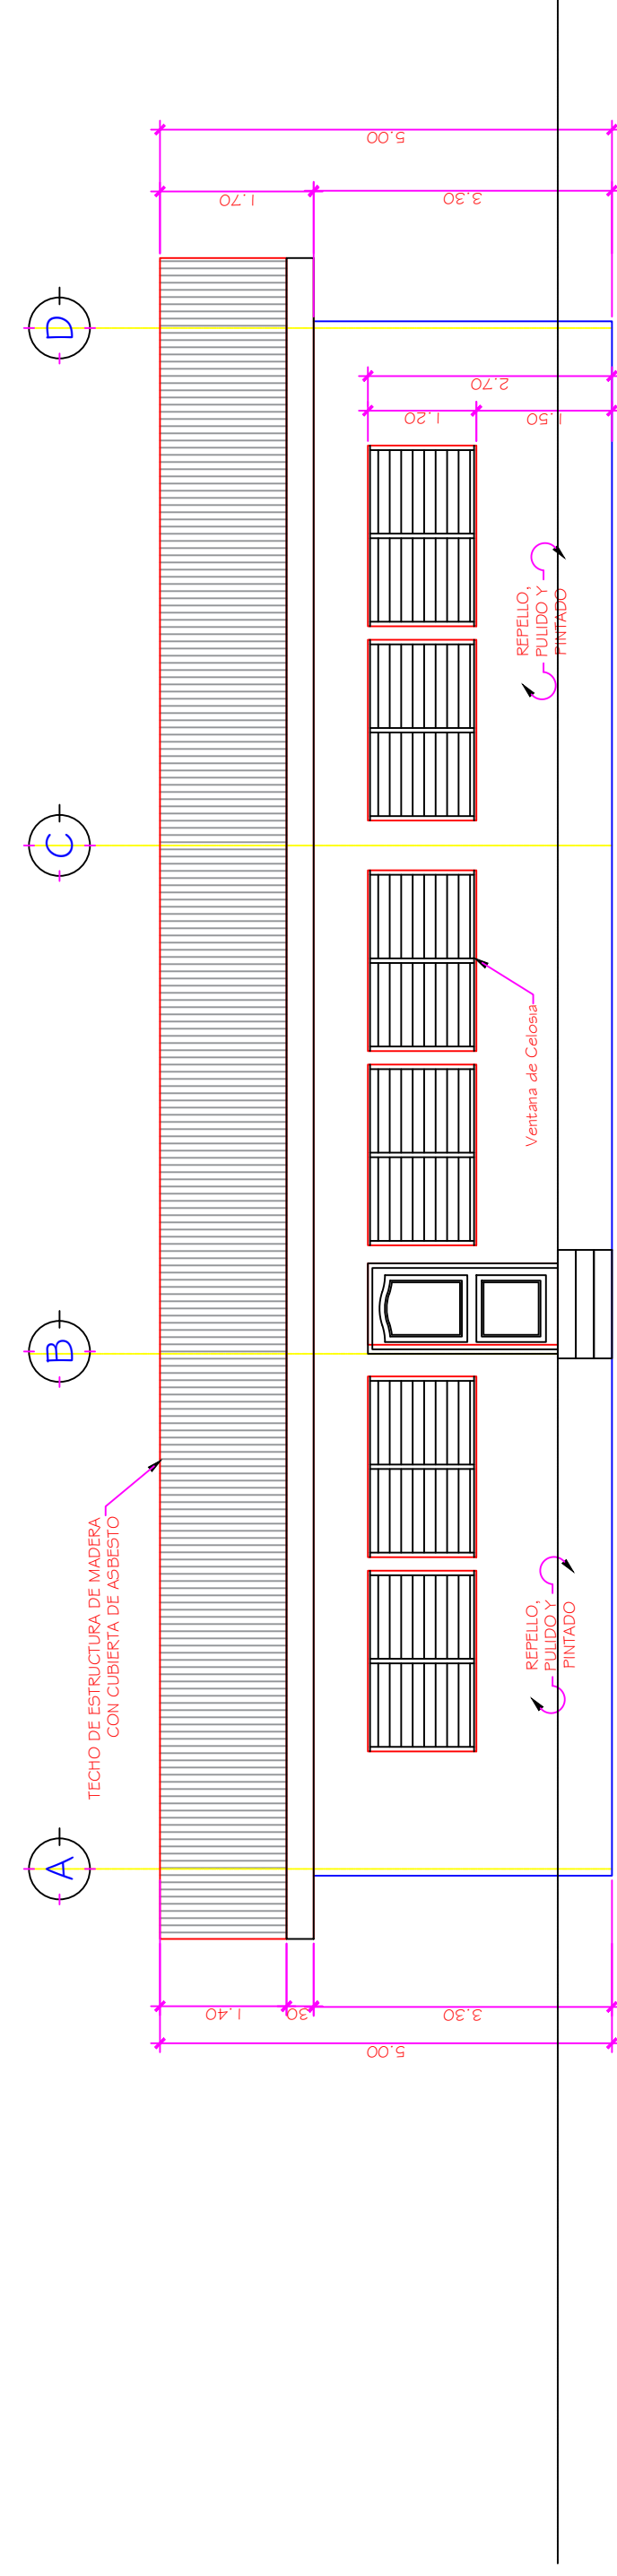 A
B
C
D
TECHO DE ESTRUCTURA DE MADERA
CON CUBIERTA DE ASBESTO
5.00
1.40
30
3.30
5.00
1.70
3.30
2.70
1.20
1.50
REPELLO,
PULIDO Y
PINTADO
Ventana de Celosia
REPELLO,
PULIDO Y
PINTADO